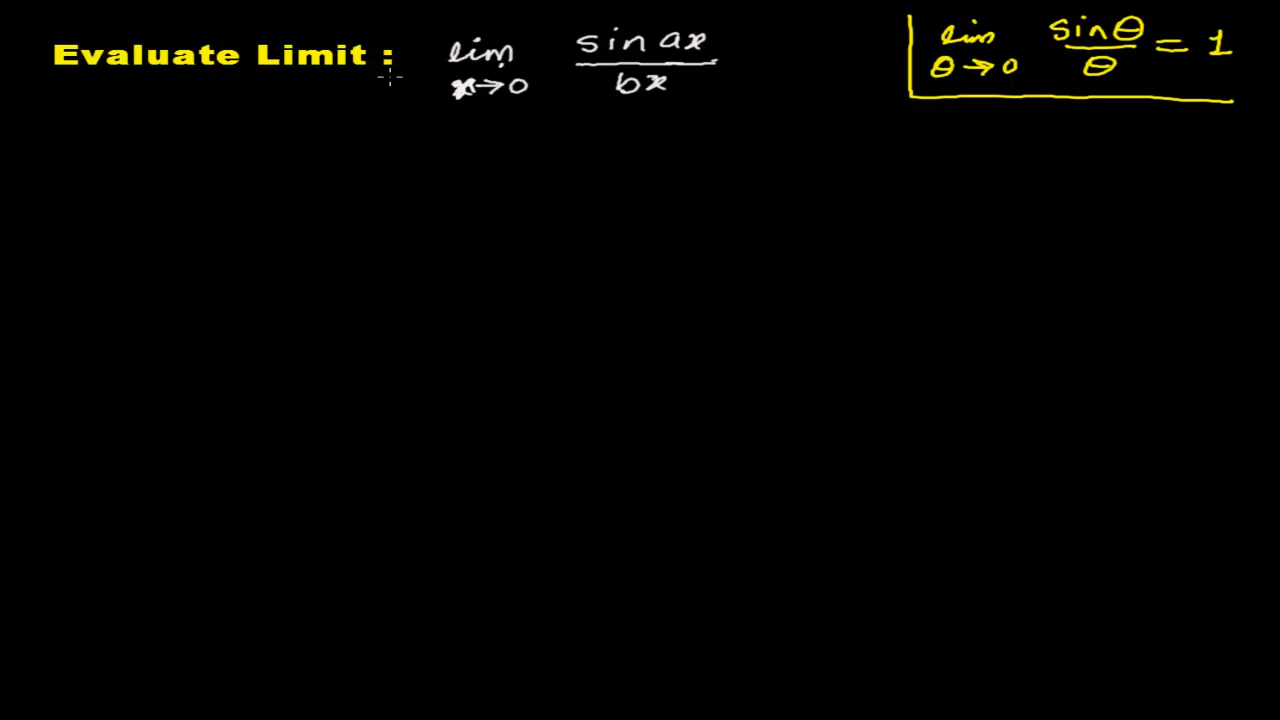 Evaluate Limit : lim x→0 sin ax / bx
lim θ→0 sinθ / θ = 1